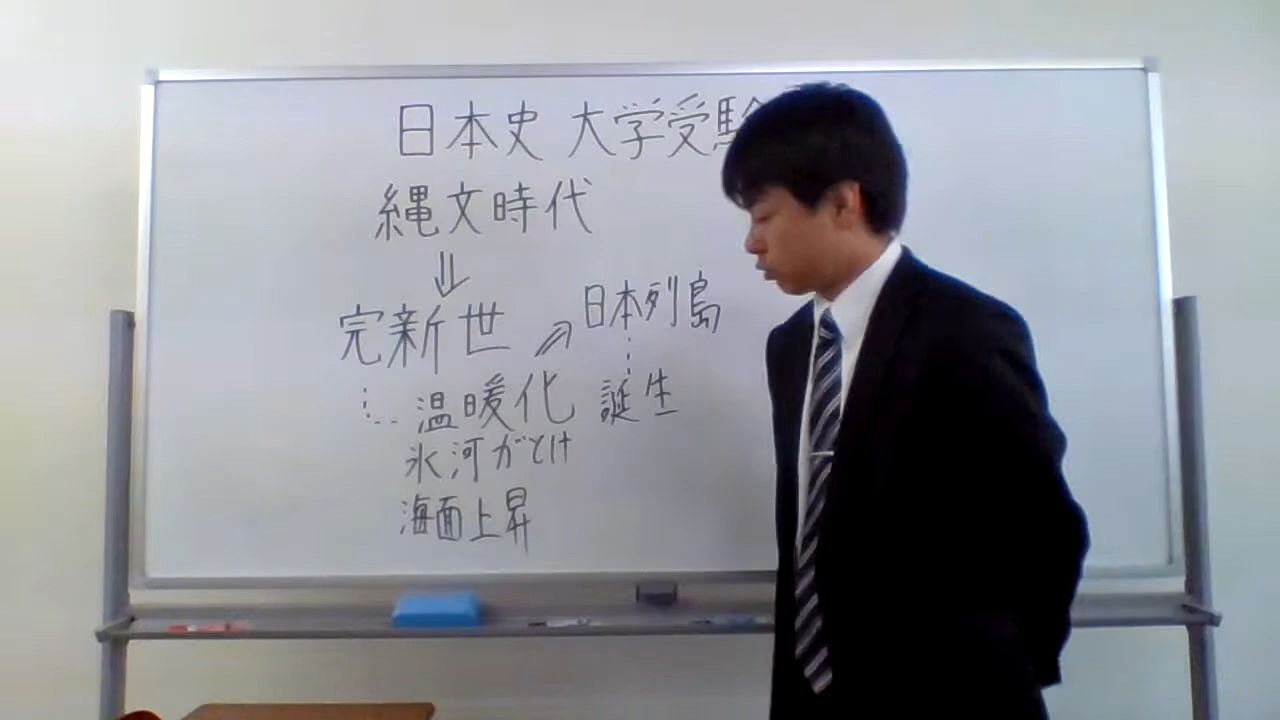 日本史 大学受験
縄文時代
⇓
完新世 ⇗ 日本列島
温暖化 誕生
氷河がとけ
海面上昇